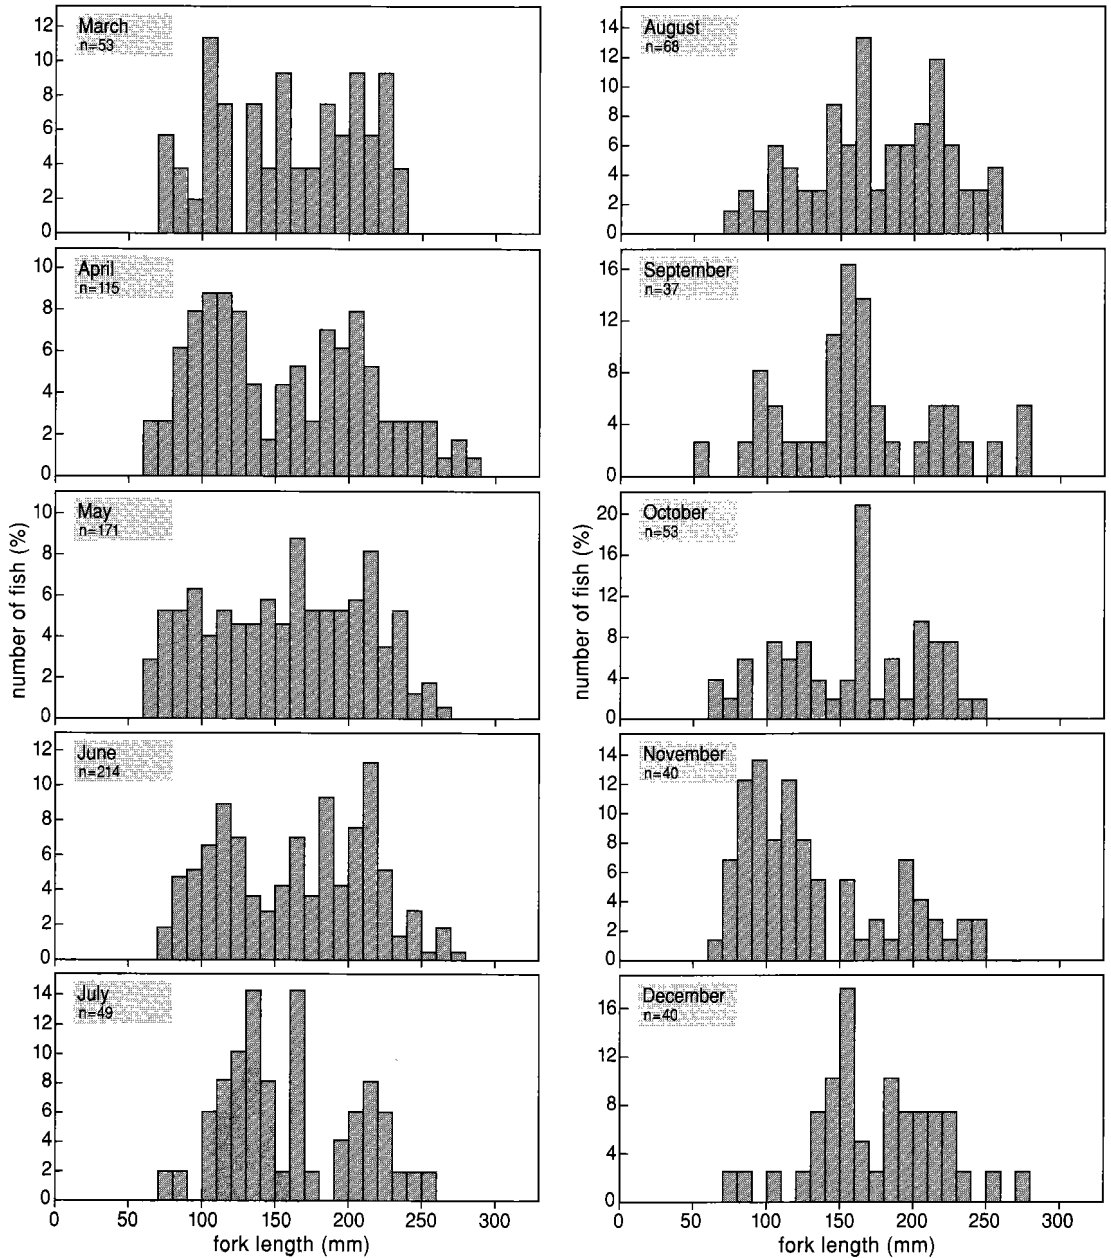 March
n=53
12
10
8
6
4
2
0
April
n=115
10
8
6
4
2
0
May
n=171
10
8
6
4
2
0
number of fish (%)
June
n=214
12
10
8
6
4
2
0
July
n=49
14
12
10
8
6
4
2
0
0 50 100 150 200 250 300
fork length (mm)
August
n=68
14
12
10
8
6
4
2
0
September
n=37
16
12
8
4
0
October
n=53
20
16
12
8
4
0
number of fish (%)
November
n=40
14
12
10
8
6
4
2
0
December
n=40
16
12
8
4
0
0 50 100 150 200 250 300
fork length (mm)